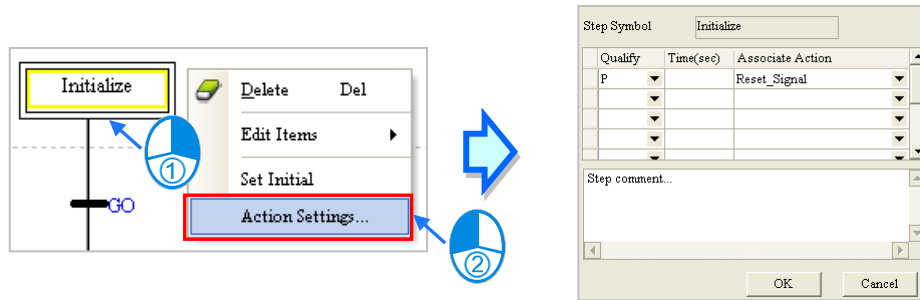 Initialize
GO
Delete Del
Edit Items
Set Initial
Action Settings...
①
②
Step Symbol Initialize
Qualify Time(sec) Associate Action
P Reset_Signal
Step comment...
OK Cancel